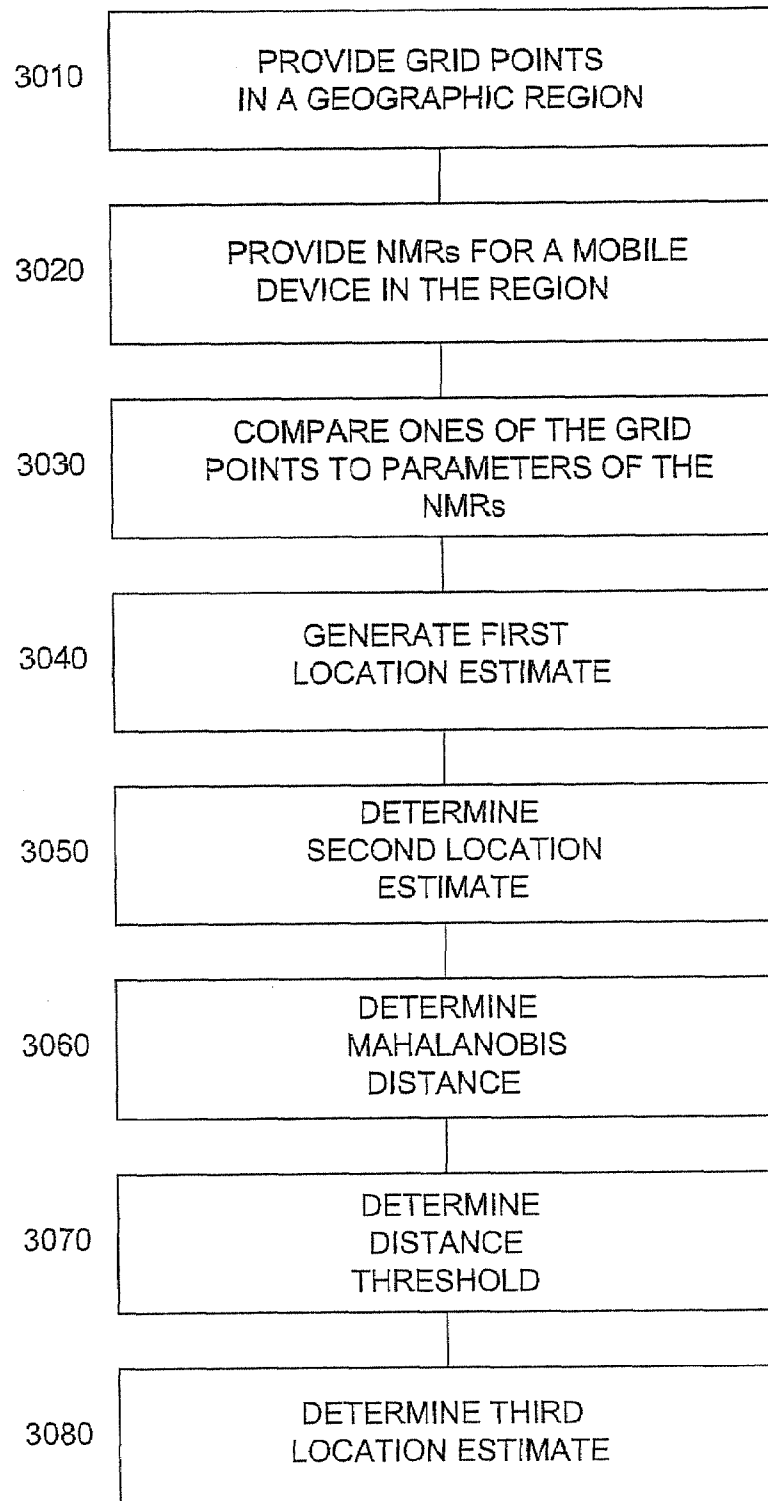 3010
PROVIDE GRID POINTS
IN A GEOGRAPHIC REGION
3020
PROVIDE NMRs FOR A MOBILE
DEVICE IN THE REGION
3030
COMPARE ONES OF THE GRID
POINTS TO PARAMETERS OF THE
NMRs
3040
GENERATE FIRST
LOCATION ESTIMATE
3050
DETERMINE
SECOND LOCATION
ESTIMATE
3060
DETERMINE
MAHALANOBIS
DISTANCE
3070
DETERMINE
DISTANCE
THRESHOLD
3080
DETERMINE THIRD
LOCATION ESTIMATE